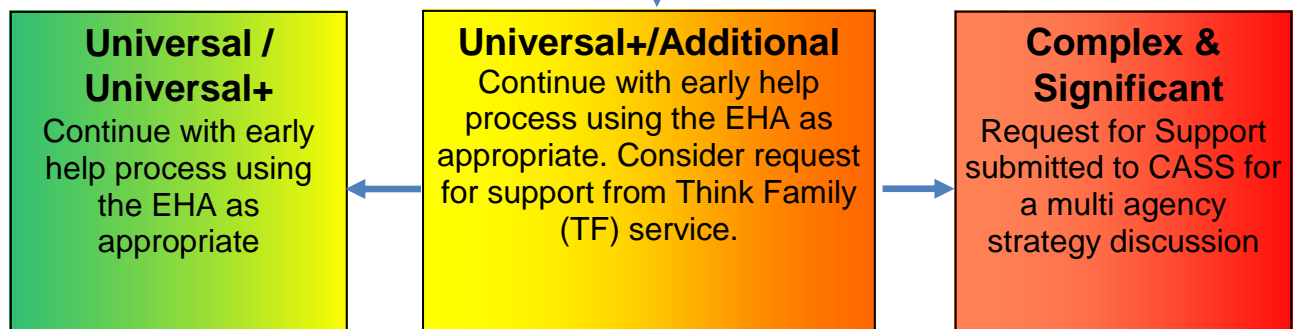 Universal /
Universal+
Continue with early
help process using
the EHA as
appropriate
Universal+/Additional
Continue with early help
process using the EHA as
appropriate. Consider request
for support from Think Family
(TF) service.
Complex &
Significant
Request for Support
submitted to CASS for
a multi agency
strategy discussion